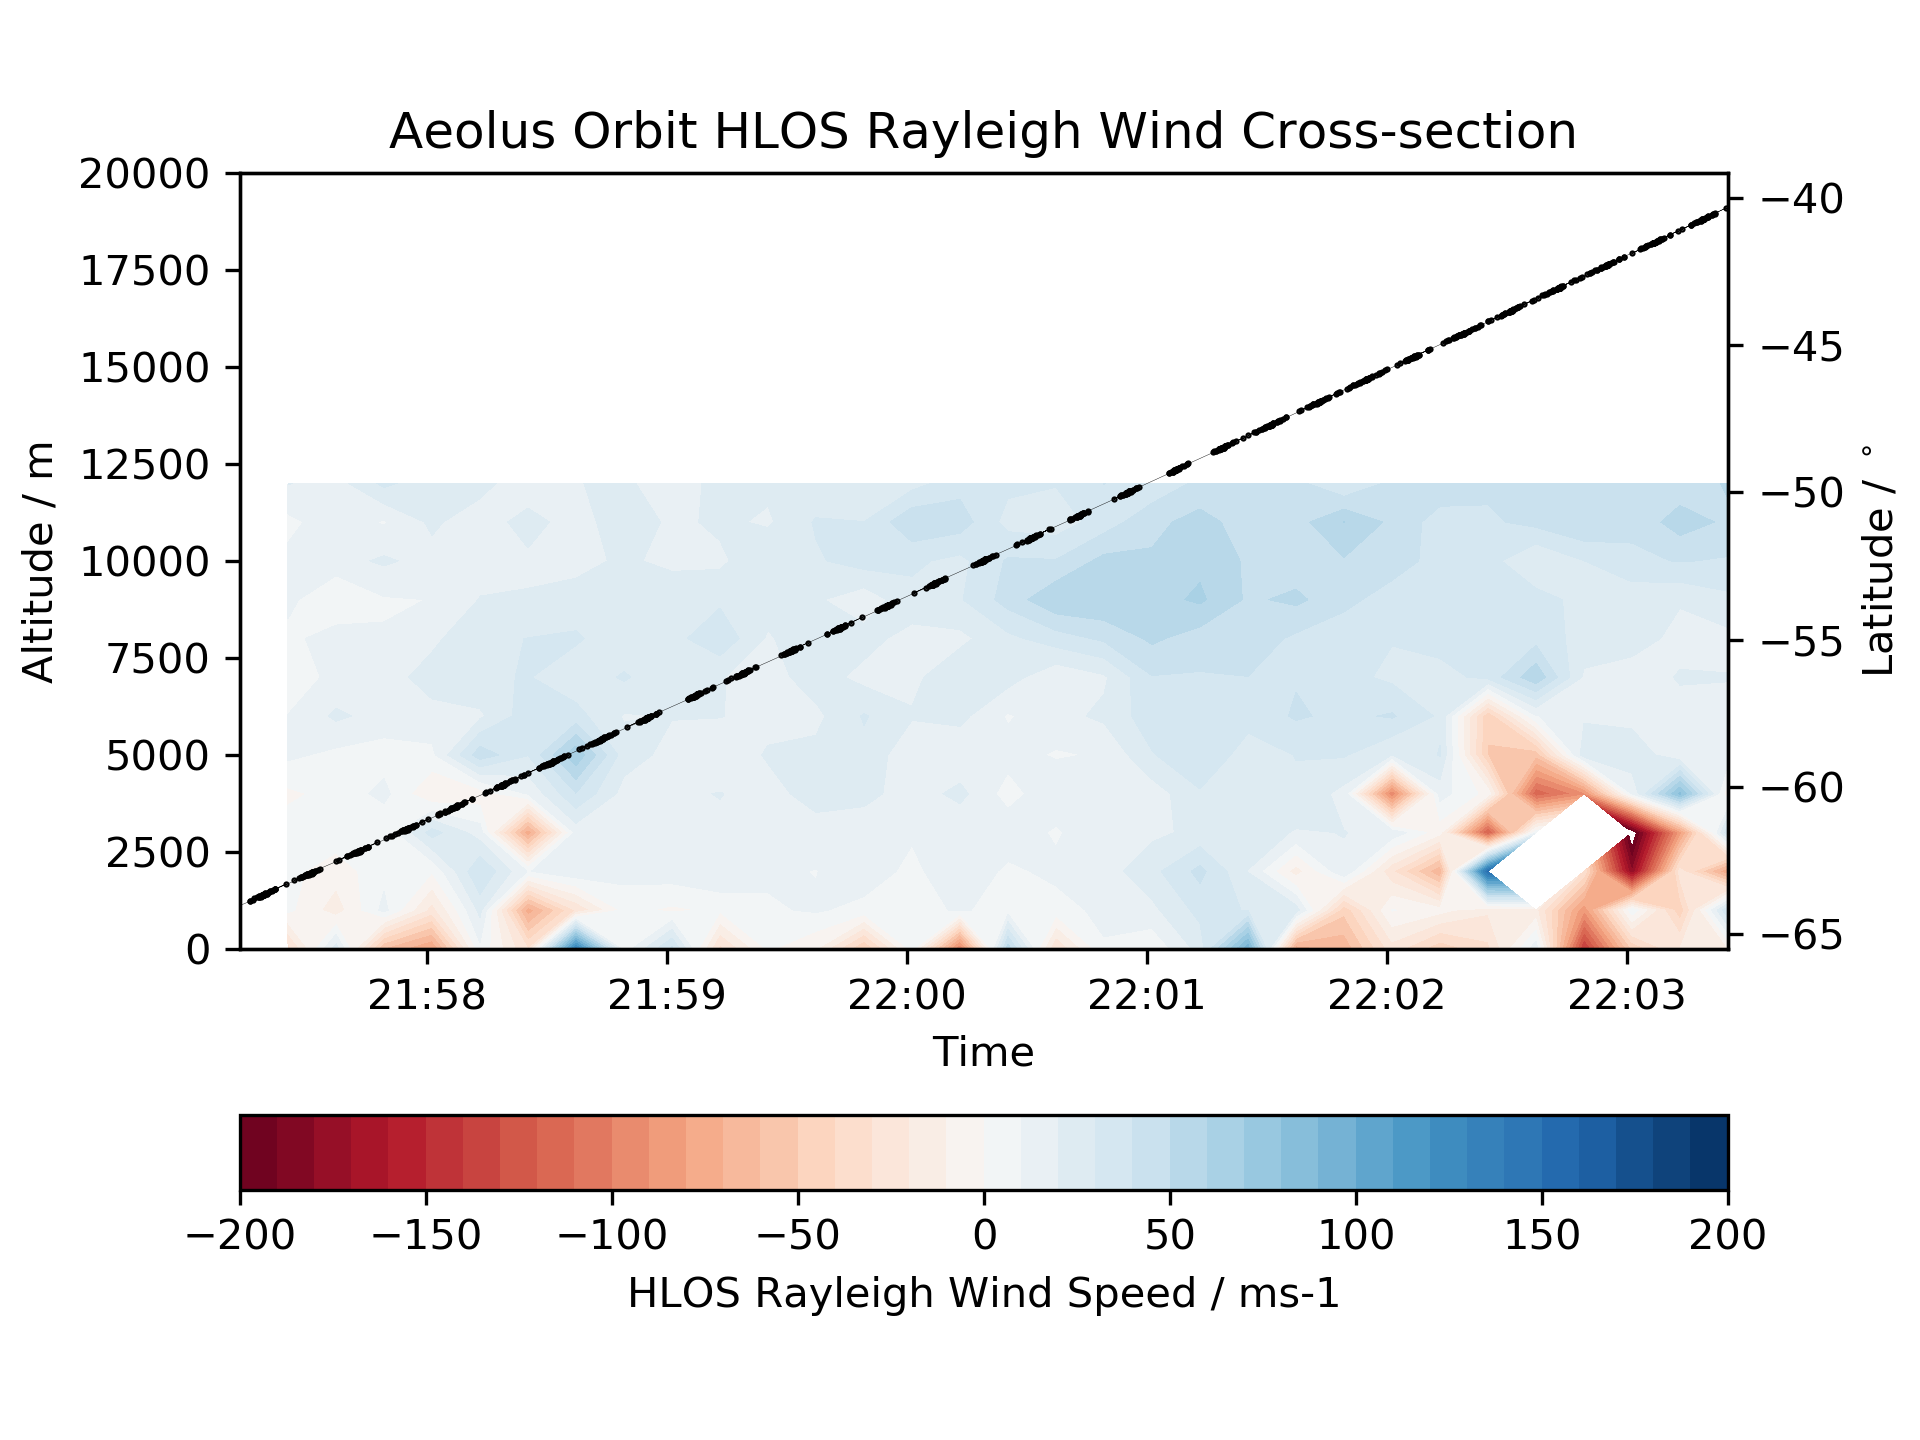 Aeolus Orbit HLOS Rayleigh Wind Cross-section
20000
17500
15000
12500
10000
7500
5000
2500
0
Altitude / m
−40
−45
−50
−55
−60
−65
Latitude / °
21:58 21:59 22:00 22:01 22:02 22:03
Time
−200 −150 −100 −50 0 50 100 150 200
HLOS Rayleigh Wind Speed / ms-1